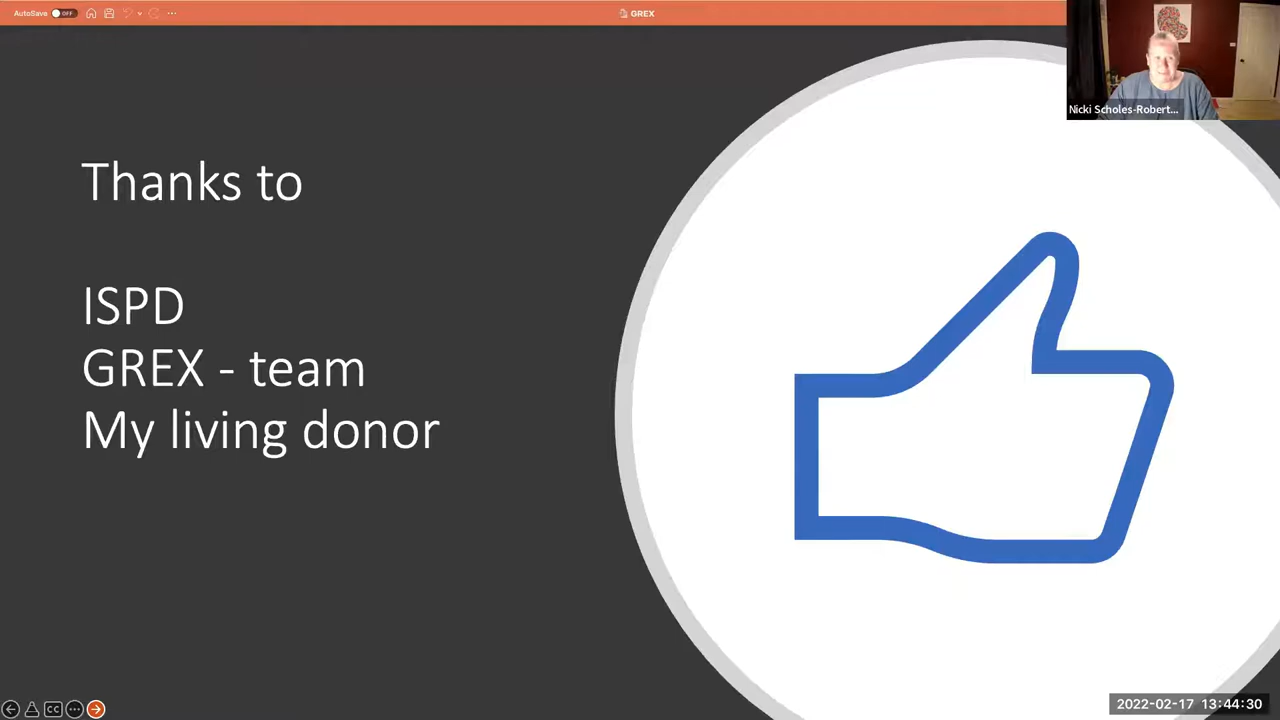 AutoSave OFF
GREX
Nicki Scholes-Robert...
Thanks to
ISPD
GREX - team
My living donor
CC
2022-02-17 13:44:30